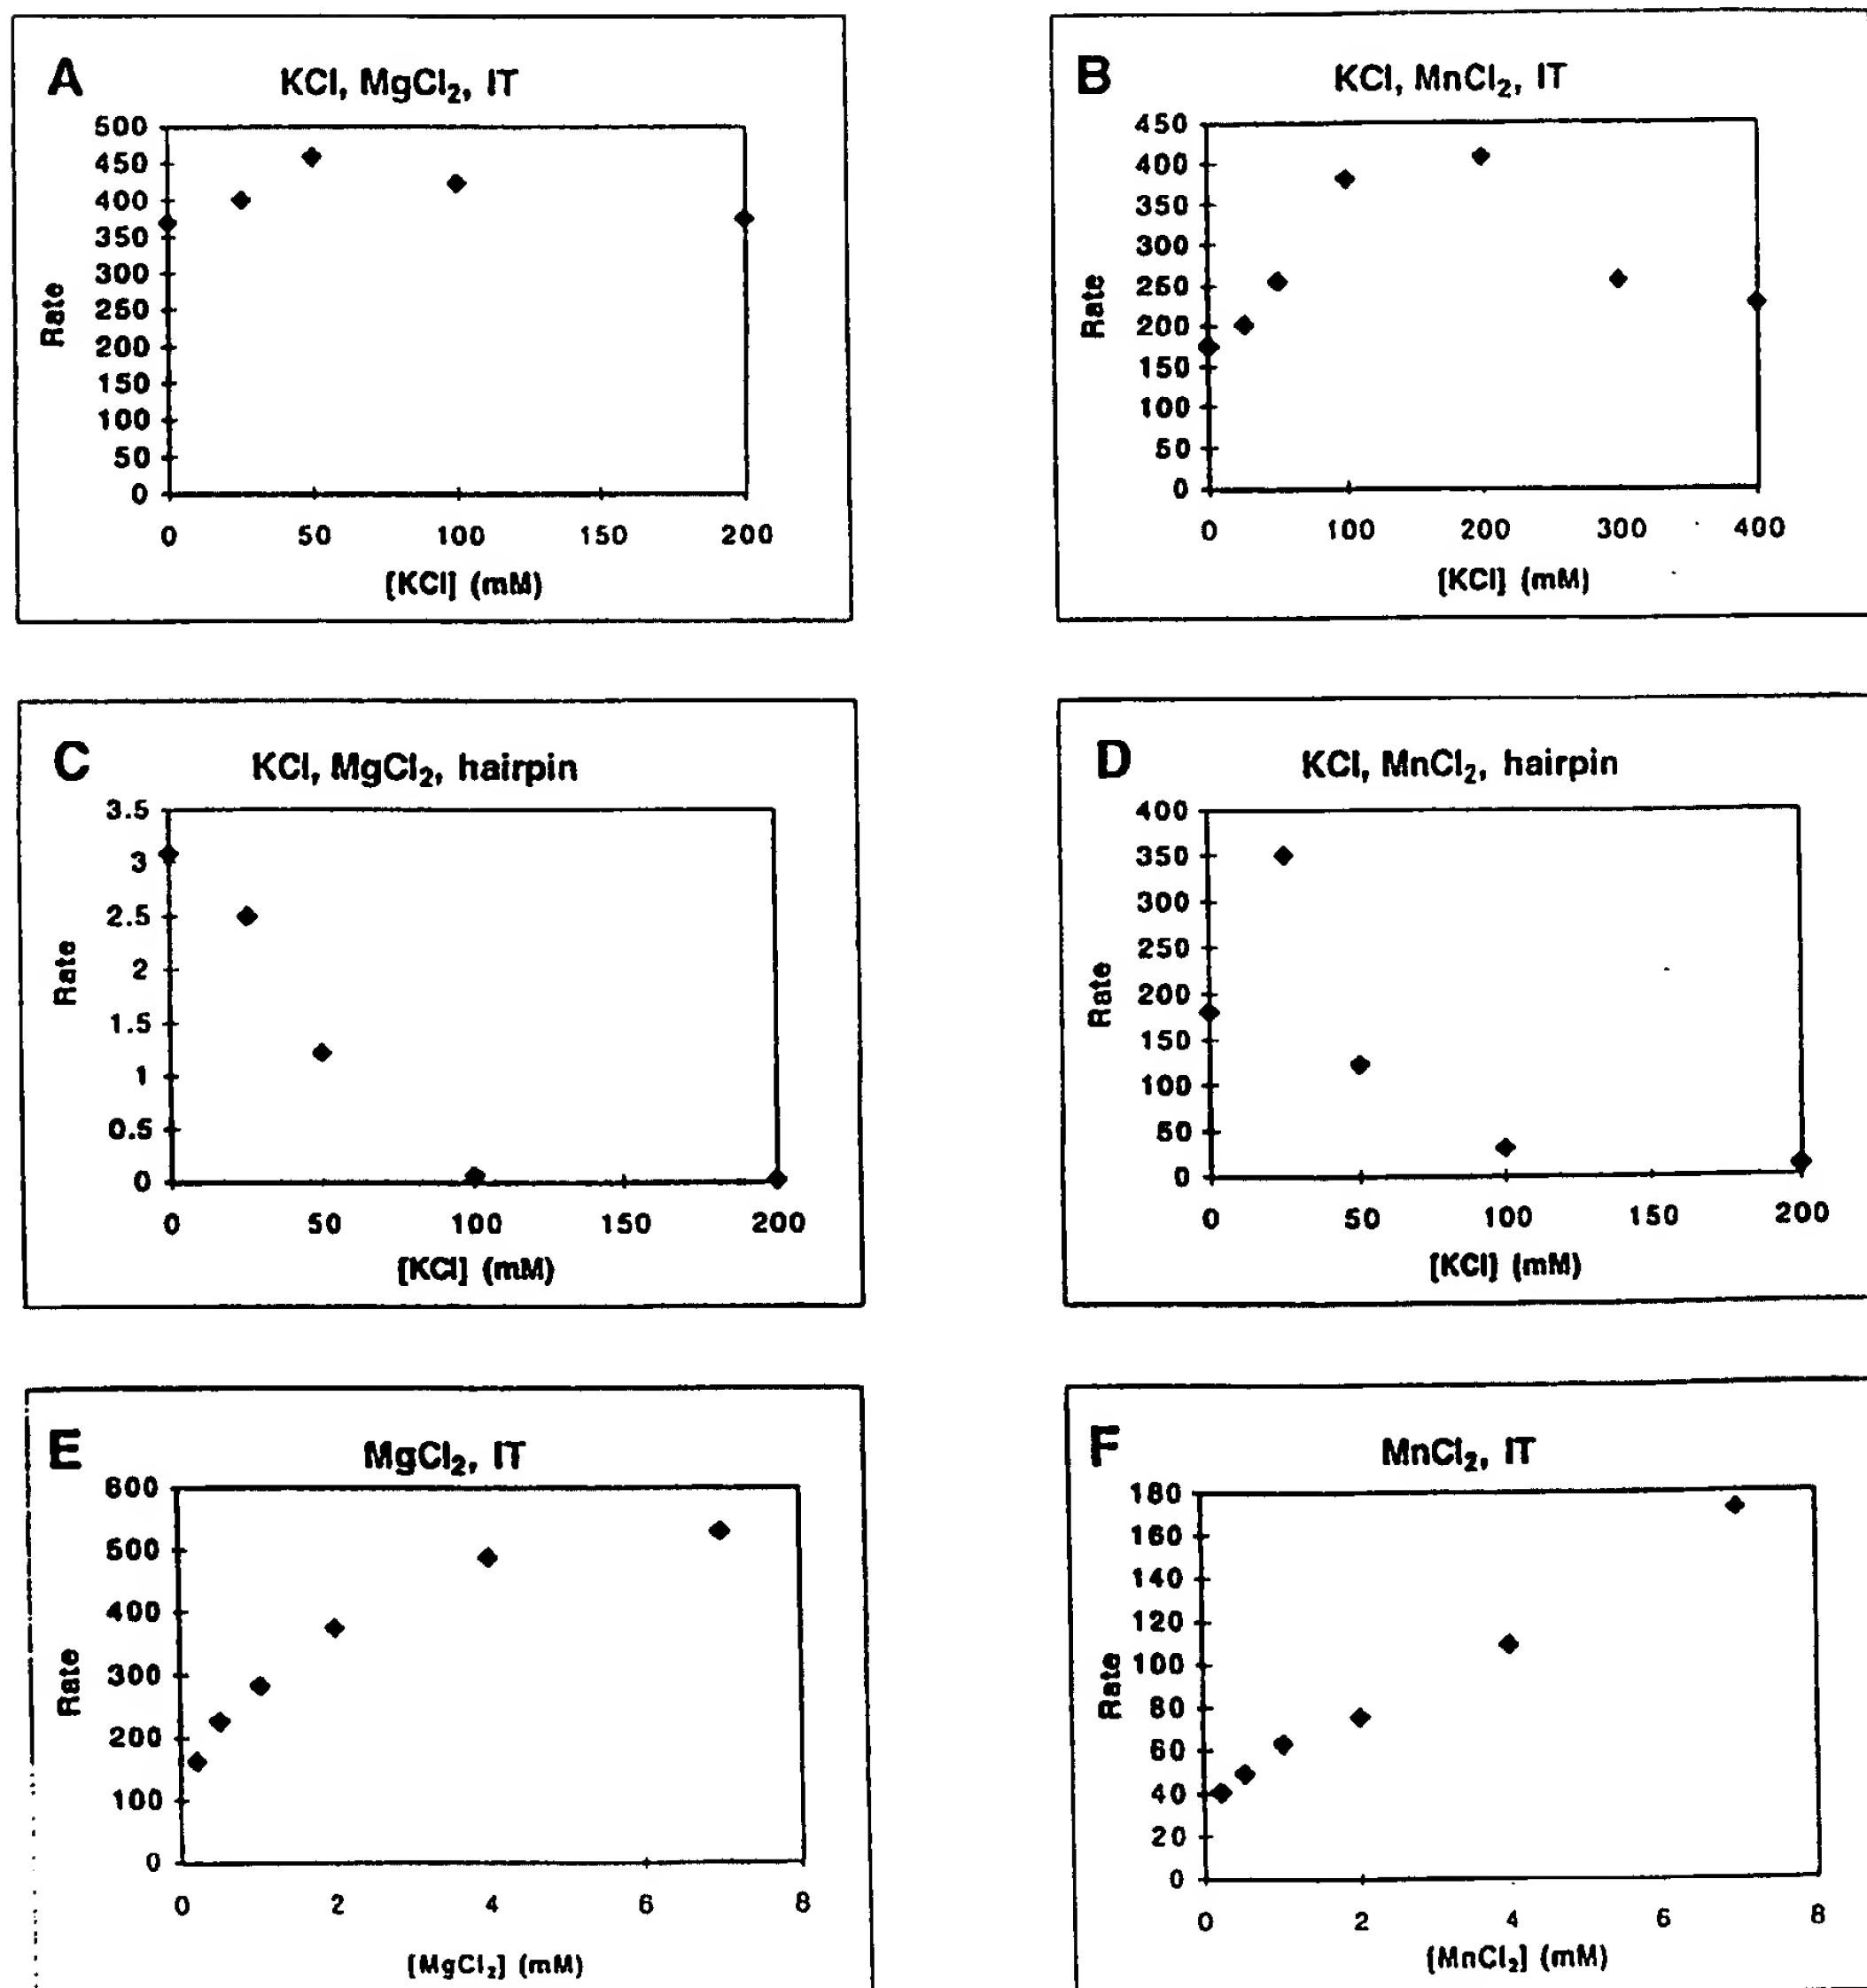 A
KCl, MgCl₂, IT
500
450
400
350
300
250
200
150
100
50
0
Rate
0 50 100 150 200
[KCl] (mM)
B
KCl, MnCl₂, IT
450
400
350
300
250
200
150
100
50
0
Rate
0 100 200 300 400
[KCl] (mM)
C
KCl, MgCl₂, hairpin
3.5
3
2.5
2
1.5
1
0.5
0
Rate
0 50 100 150 200
[KCl] (mM)
D
KCl, MnCl₂, hairpin
400
350
300
250
200
150
100
50
0
Rate
0 50 100 150 200
[KCl] (mM)
E
MgCl₂, IT
600
500
400
300
200
100
0
Rate
0 2 4 6 8
[MgCl₂] (mM)
F
MnCl₂, IT
180
160
140
120
100
80
60
40
20
0
Rate
0 2 4 6 8
[MnCl₂] (mM)